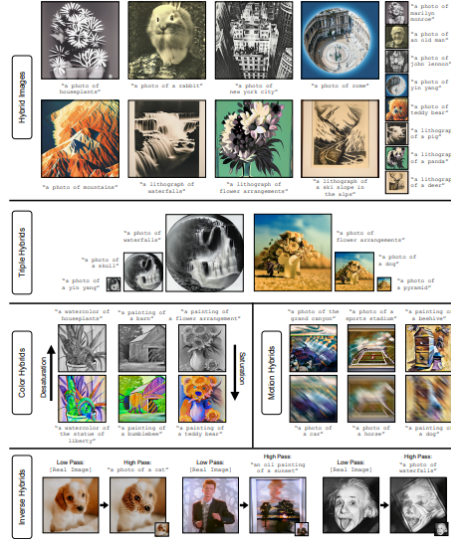 Hybrid Images
"a photo of
houseplants"
"a photo of a rabbit"
"a photo of
new york city"
"a photo of rome"
"a photo of
marilyn
monroe"
"a photo of
an old man"
"a photo of
john lennon"
"a photo of
yin yang"
"a photo of
teddy bear"
"a lithograph
of a pig"
"a lithograph
of a panda"
"a lithograph
of a deer"
"a photo of mountains"
"a lithograph of
waterfalls"
"a lithograph of
flower arrangements"
"a lithograph of
a ski slope in
the alps"
Triple Hybrids
"a photo of
waterfalls"
"a photo of
a skull"
"a photo of
a yin yang"
"a photo of
flower arrangements"
"a photo of
a dog"
"a photo of
a pyramid"
Color Hybrids
Desaturation
"a watercolor of
houseplants"
"a painting of
a barn"
"a painting of
a flower arrangement"
Saturation
"a watercolor
of the statue of
liberty"
"a painting of
a bumblebee"
"a painting of
a teddy bear"
Motion Hybrids
"a photo of the
grand canyon"
"a photo of a
sports stadium"
"a painting of
a beehive"
"a photo of
a car"
"a photo of
a horse"
"a painting of
a dog"
Inverse Hybrids
Low Pass:
[Real Image]
High Pass:
"a photo of a cat"
Low Pass:
[Real Image]
High Pass:
"an oil painting
of a sunset"
Low Pass:
[Real Image]
High Pass:
"a photo of
waterfalls"